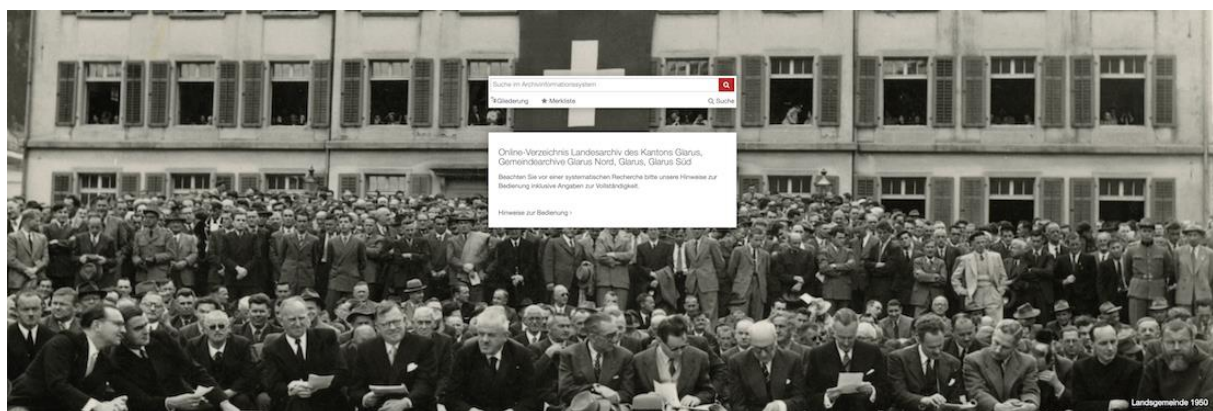 Suche im Archivinformationssystem
Gliederung Merkliste Suche
Online-Verzeichnis Landesarchiv des Kantons Glarus,
Gemeindearchive Glarus Nord, Glarus, Glarus Süd
Beachten Sie vor einer systematischen Recherche bitte unsere Hinweise zur
Bedienung inklusive Angaben zur Vollständigkeit.
Hinweise zur Bedienung ›
Landsgemeinde 1950